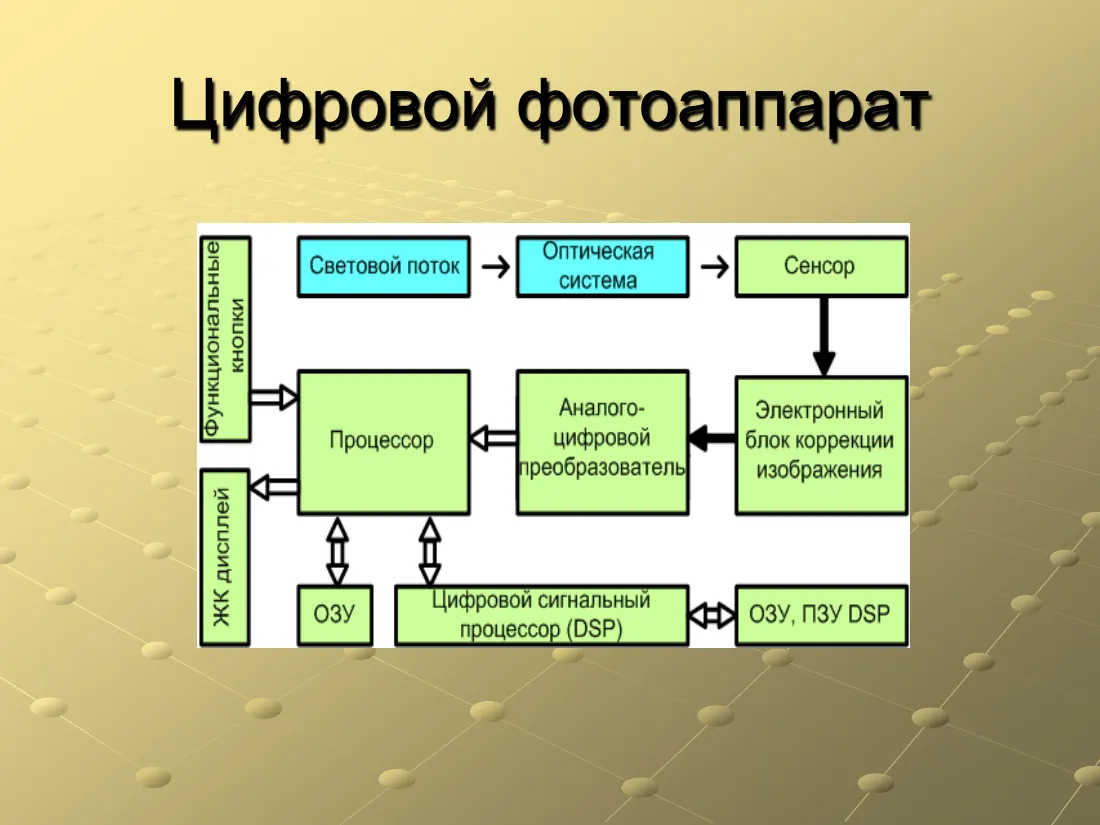 Цифровой фотоаппарат
Функциональные
кнопки
Световой поток
Оптическая
система
Сенсор
Процессор
Аналого-
цифровой
преобразователь
Электронный
блок коррекции
изображения
ЖК дисплей
ОЗУ
Цифровой сигнальный
процессор (DSP)
ОЗУ, ПЗУ DSP